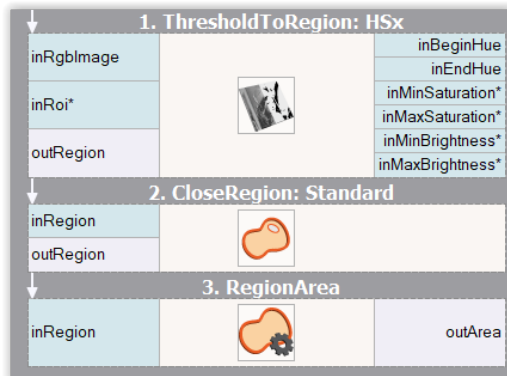 1. ThresholdToRegion: HSx
inRgbImage
inRoi*
outRegion
inBeginHue
inEndHue
inMinSaturation*
inMaxSaturation*
inMinBrightness*
inMaxBrightness*
2. CloseRegion: Standard
inRegion
outRegion
3. RegionArea
inRegion
outArea